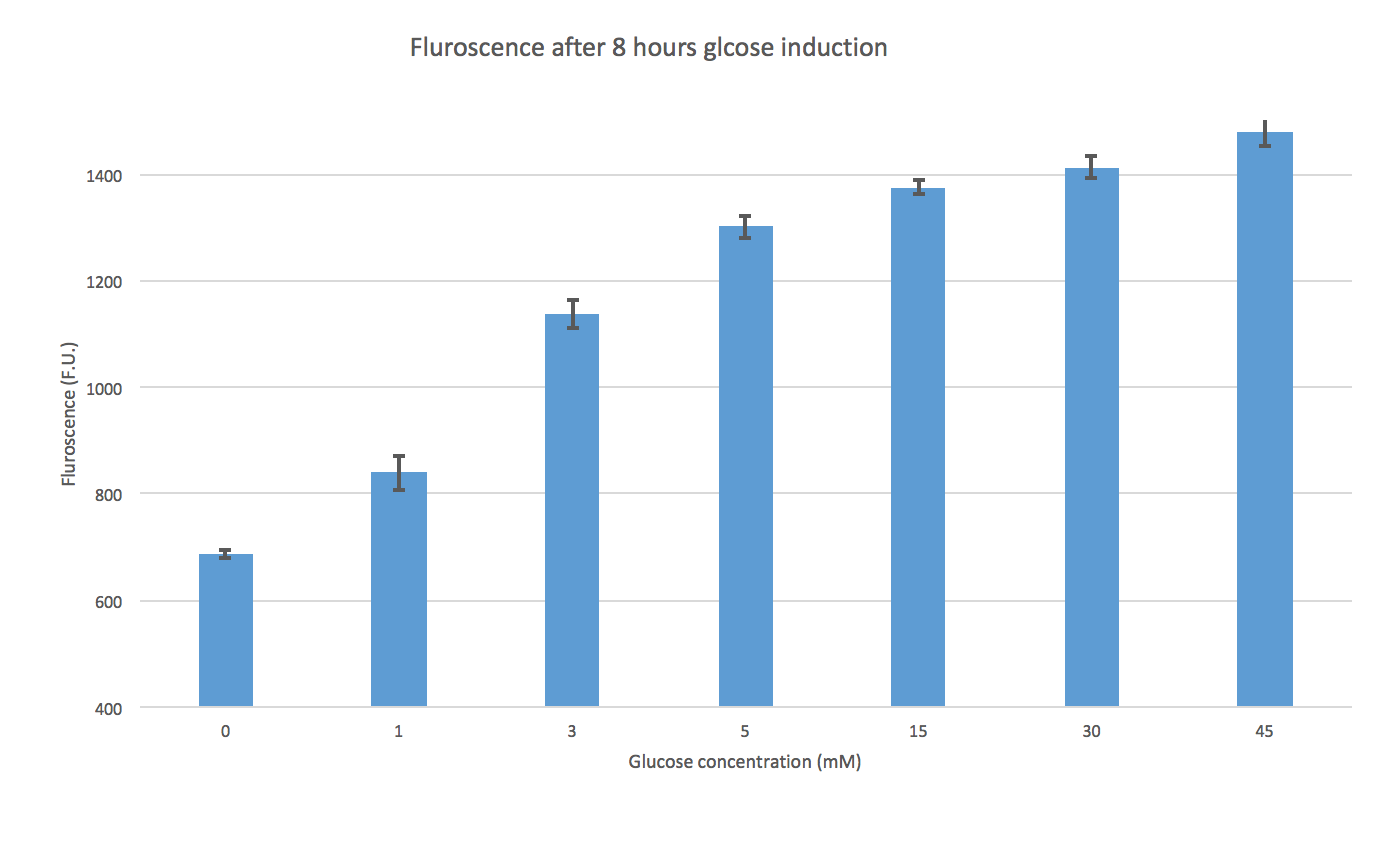 Fluroscence after 8 hours glcose induction
1400
1200
1000
800
600
400
Fluroscence (F.U.)
0 1 3 5 15 30 45
Glucose concentration (mM)